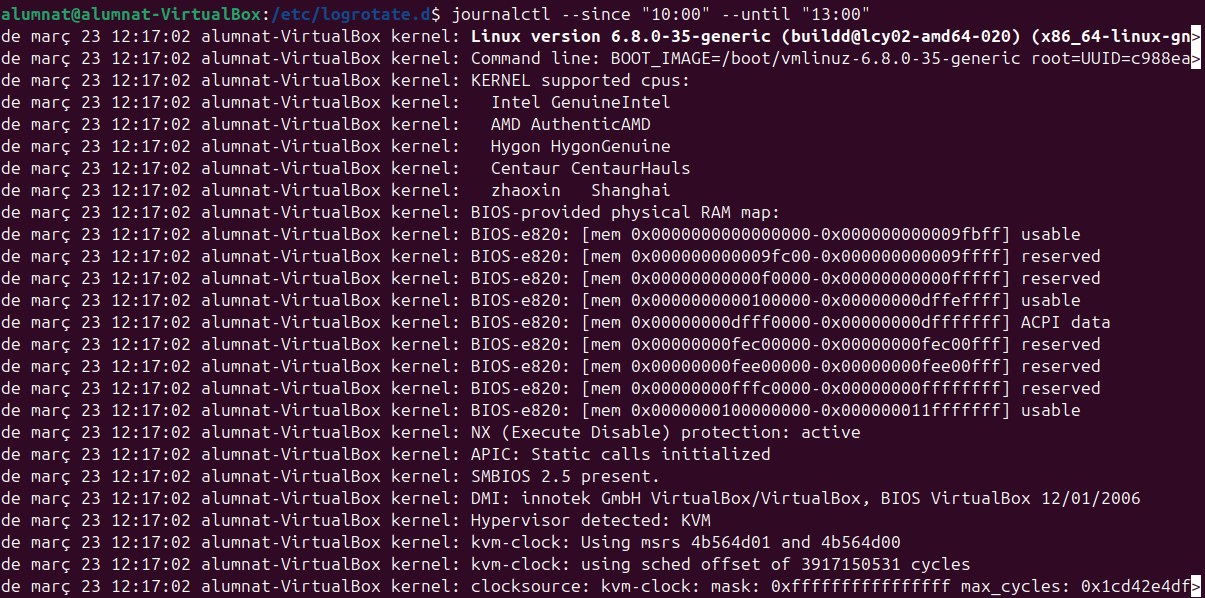 alumnat@alumnat-VirtualBox:/etc/logrotate.d$ journalctl --since "10:00" --until "13:00"
de març 23 12:17:02 alumnat-VirtualBox kernel: Linux version 6.8.0-35-generic (buildd@lcy02-amd64-020) (x86_64-linux-gn>
de març 23 12:17:02 alumnat-VirtualBox kernel: Command line: BOOT_IMAGE=/boot/vmlinuz-6.8.0-35-generic root=UUID=c988ea>
de març 23 12:17:02 alumnat-VirtualBox kernel: KERNEL supported cpus:
de març 23 12:17:02 alumnat-VirtualBox kernel:   Intel GenuineIntel
de març 23 12:17:02 alumnat-VirtualBox kernel:   AMD AuthenticAMD
de març 23 12:17:02 alumnat-VirtualBox kernel:   Hygon HygonGenuine
de març 23 12:17:02 alumnat-VirtualBox kernel:   Centaur CentaurHauls
de març 23 12:17:02 alumnat-VirtualBox kernel:   zhaoxin   Shanghai
de març 23 12:17:02 alumnat-VirtualBox kernel: BIOS-provided physical RAM map:
de març 23 12:17:02 alumnat-VirtualBox kernel: BIOS-e820: [mem 0x0000000000000000-0x000000000009fbff] usable
de març 23 12:17:02 alumnat-VirtualBox kernel: BIOS-e820: [mem 0x000000000009fc00-0x000000000009ffff] reserved
de març 23 12:17:02 alumnat-VirtualBox kernel: BIOS-e820: [mem 0x00000000000f0000-0x00000000000fffff] reserved
de març 23 12:17:02 alumnat-VirtualBox kernel: BIOS-e820: [mem 0x0000000000100000-0x00000000dffeffff] usable
de març 23 12:17:02 alumnat-VirtualBox kernel: BIOS-e820: [mem 0x00000000dfff0000-0x00000000dfffffff] ACPI data
de març 23 12:17:02 alumnat-VirtualBox kernel: BIOS-e820: [mem 0x00000000fec00000-0x00000000fec00fff] reserved
de març 23 12:17:02 alumnat-VirtualBox kernel: BIOS-e820: [mem 0x00000000fee00000-0x00000000fee00fff] reserved
de març 23 12:17:02 alumnat-VirtualBox kernel: BIOS-e820: [mem 0x00000000fffc0000-0x00000000ffffffff] reserved
de març 23 12:17:02 alumnat-VirtualBox kernel: BIOS-e820: [mem 0x0000000100000000-0x000000011fffffff] usable
de març 23 12:17:02 alumnat-VirtualBox kernel: NX (Execute Disable) protection: active
de març 23 12:17:02 alumnat-VirtualBox kernel: APIC: Static calls initialized
de març 23 12:17:02 alumnat-VirtualBox kernel: SMBIOS 2.5 present.
de març 23 12:17:02 alumnat-VirtualBox kernel: DMI: innotek GmbH VirtualBox/VirtualBox, BIOS VirtualBox 12/01/2006
de març 23 12:17:02 alumnat-VirtualBox kernel: Hypervisor detected: KVM
de març 23 12:17:02 alumnat-VirtualBox kernel: kvm-clock: Using msrs 4b564d01 and 4b564d00
de març 23 12:17:02 alumnat-VirtualBox kernel: kvm-clock: using sched offset of 3917150531 cycles
de març 23 12:17:02 alumnat-VirtualBox kernel: clocksource: kvm-clock: mask: 0xffffffffffffffff max_cycles: 0x1cd42e4df>